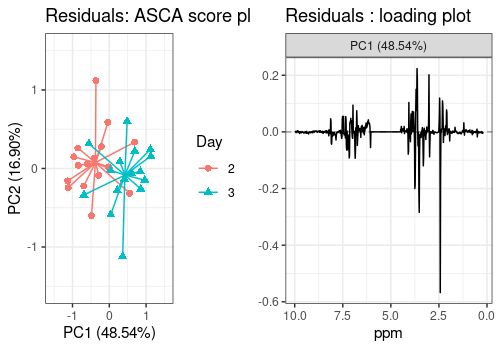 Residuals: ASCA score pl
PC2 (16.90%)
1
0
-1
-1
0
1
PC1 (48.54%)
Day
2
3
Residuals : loading plot
PC1 (48.54%)
0.2
0.0
-0.2
-0.4
-0.6
10.0
7.5
5.0
2.5
0.0
ppm